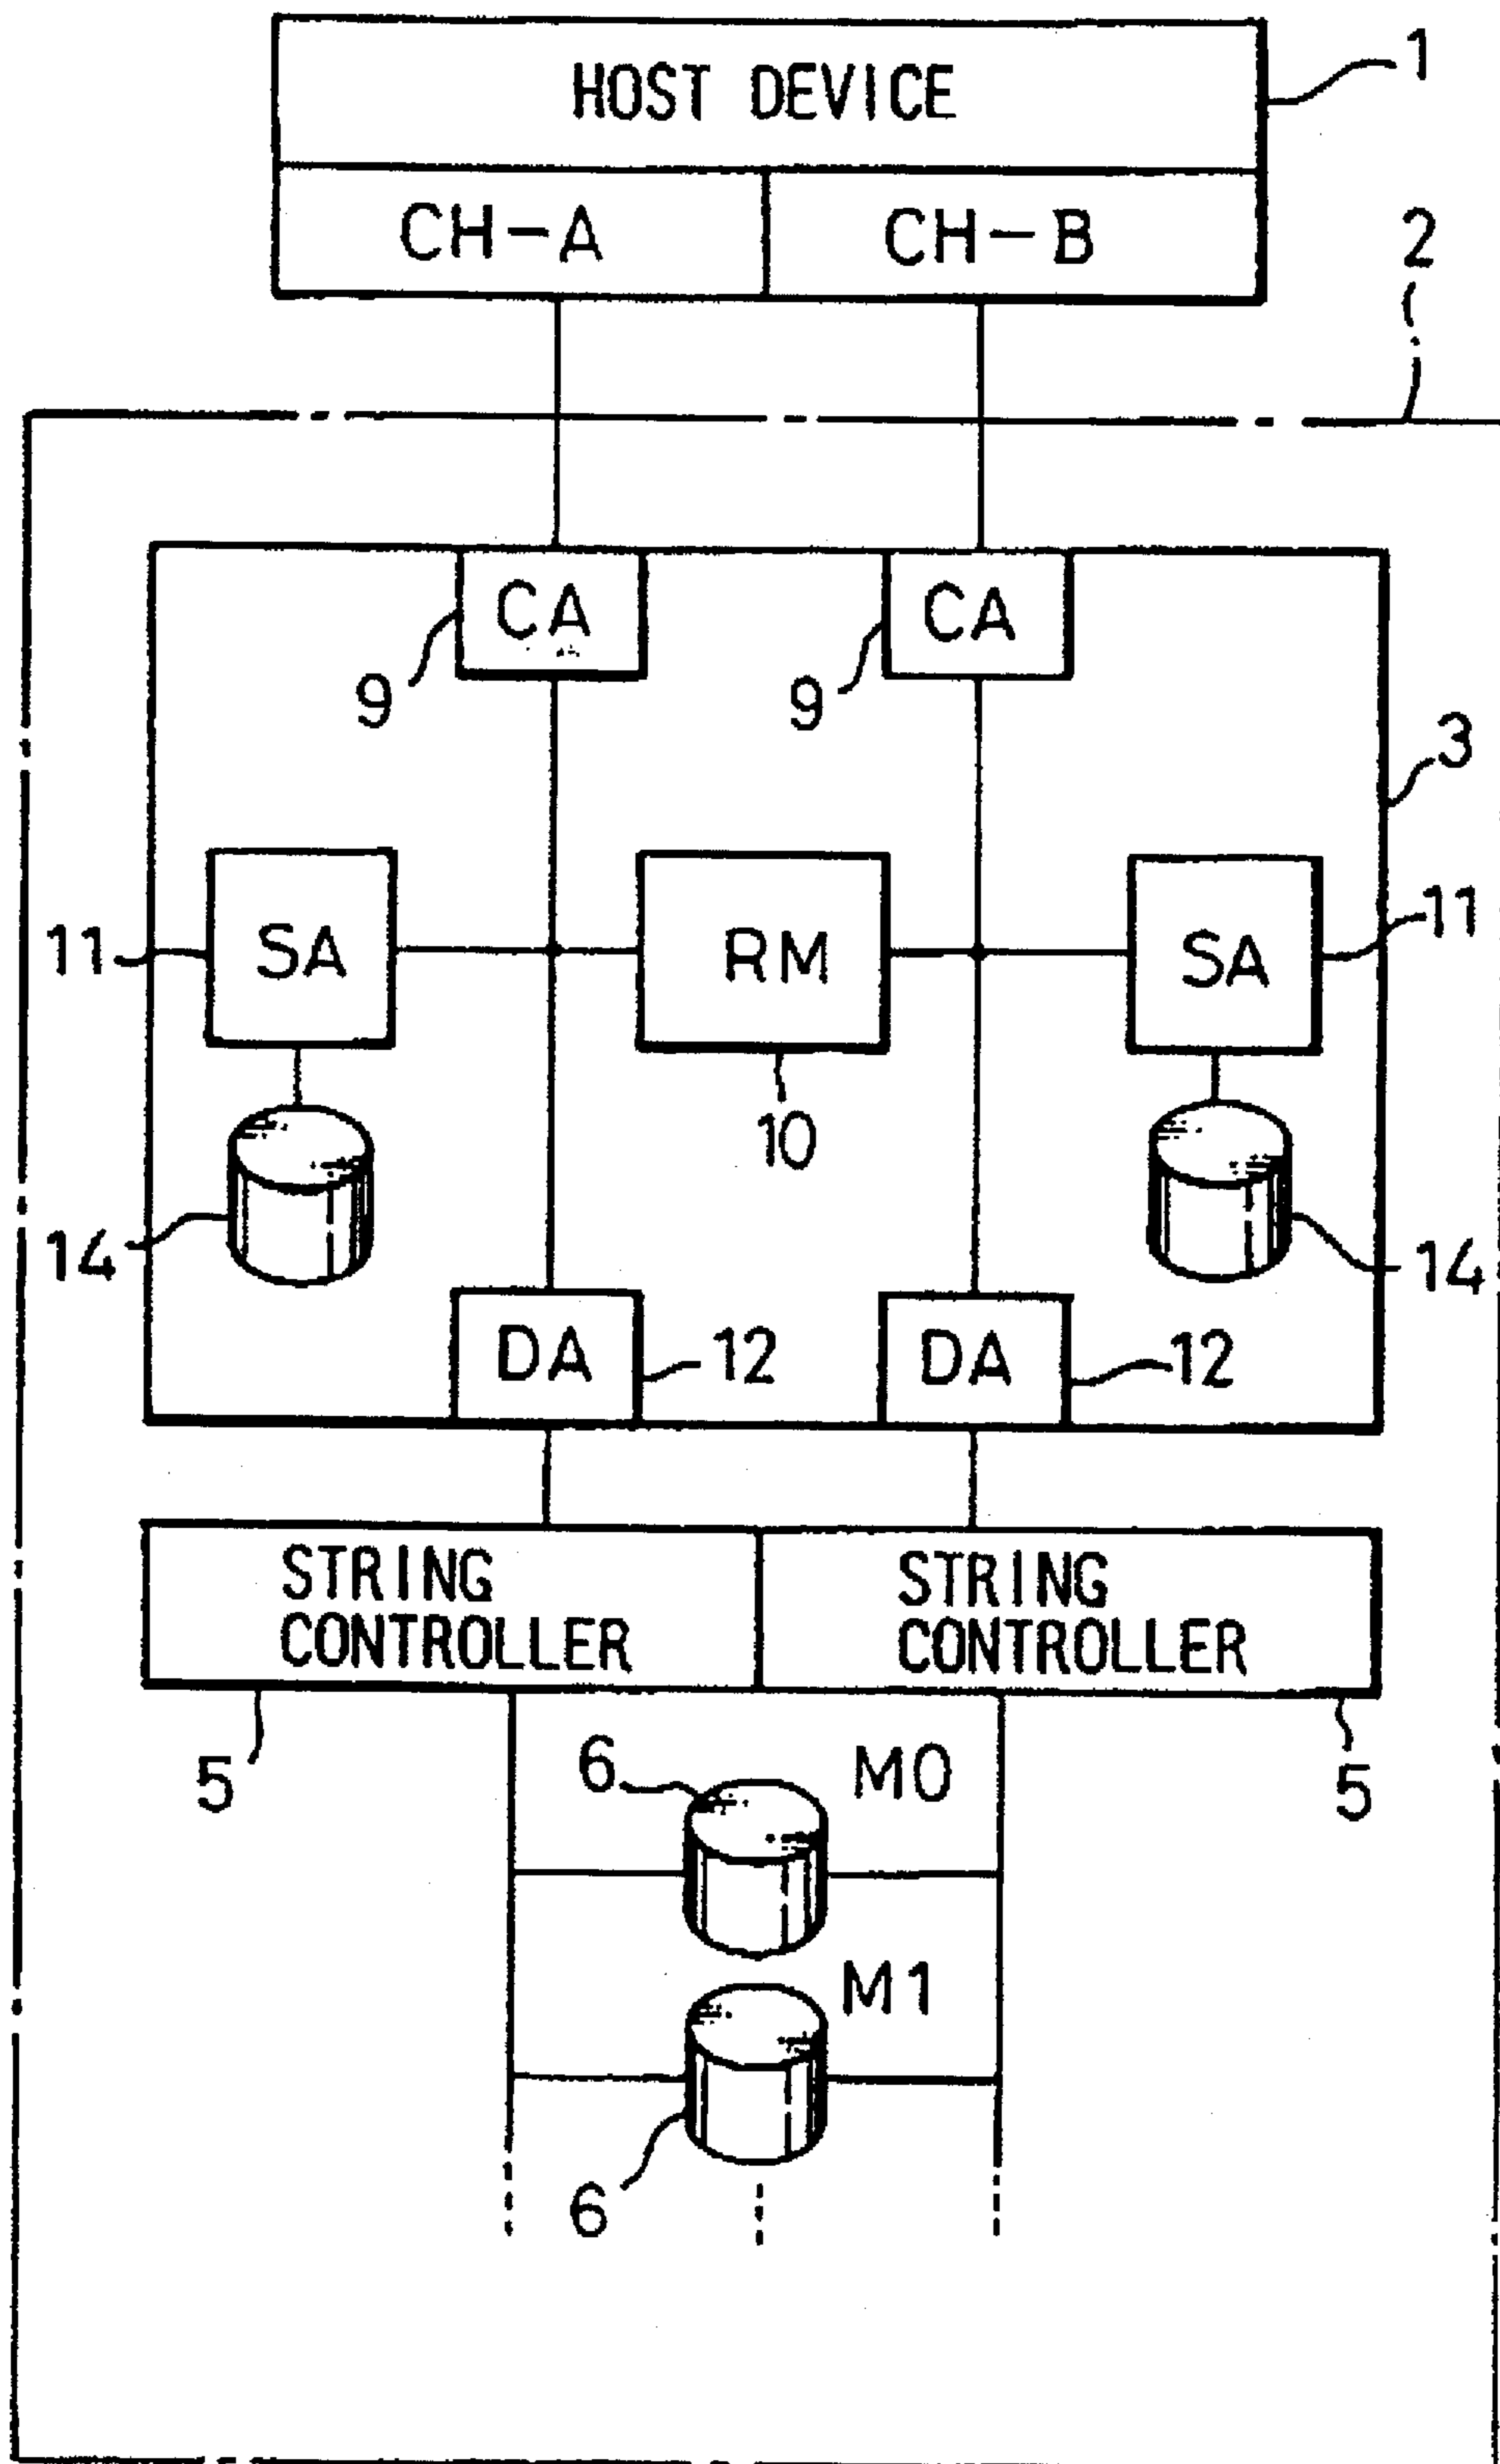 HOST DEVICE
1
CH-A
CH-B
2
CA
CA
9
9
3
SA
RM
SA
11
11
10
14
14
DA
12
DA
12
STRING
CONTROLLER
STRING
CONTROLLER
5
5
6
M0
M1
6